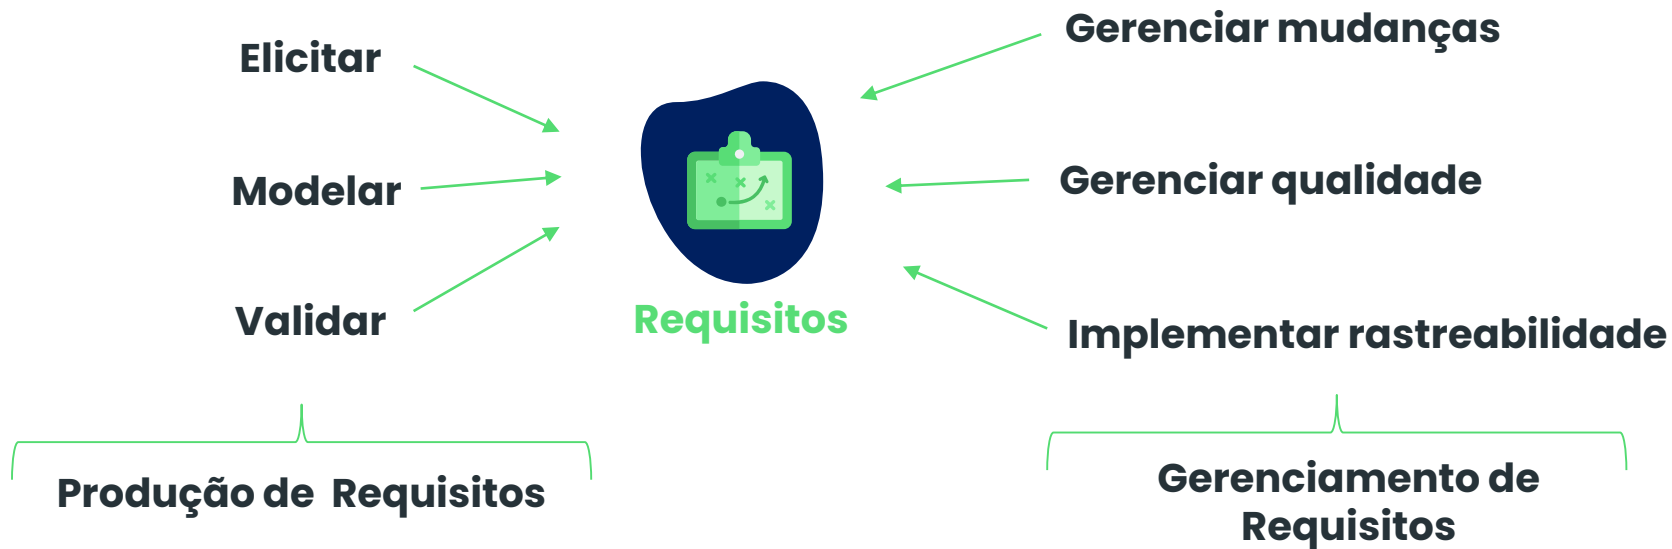 Elicitar
Modelar
Validar
Produção de Requisitos
Requisitos
Gerenciar mudanças
Gerenciar qualidade
Implementar rastreabilidade
Gerenciamento de
Requisitos